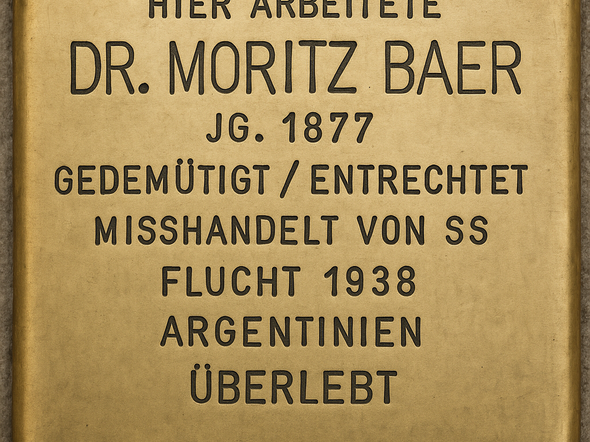 HIER ARBEITETE
DR. MORITZ BAER
JG. 1877
GEDEMÜTIGT / ENTRECHTET
MISSHANDELT VON SS
FLUCHT 1938
ARGENTINIEN
ÜBERLEBT